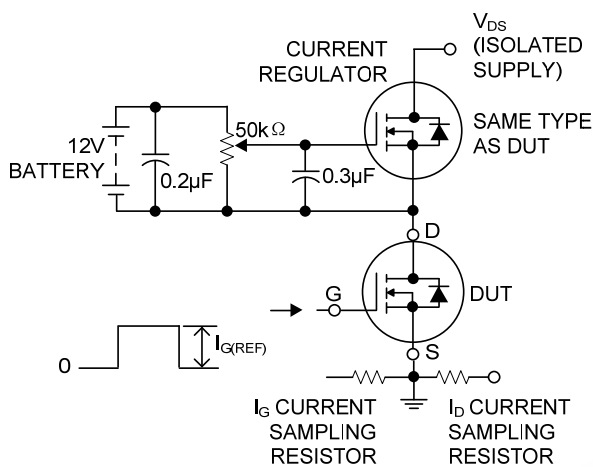 V_DS
(ISOLATED
SUPPLY)
CURRENT
REGULATOR
SAME TYPE
AS DUT
12V
BATTERY
50kΩ
0.2μF
0.3μF
D
DUT
G
0
I_G(REF)
S
I_G CURRENT
SAMPLING
RESISTOR
I_D CURRENT
SAMPLING
RESISTOR